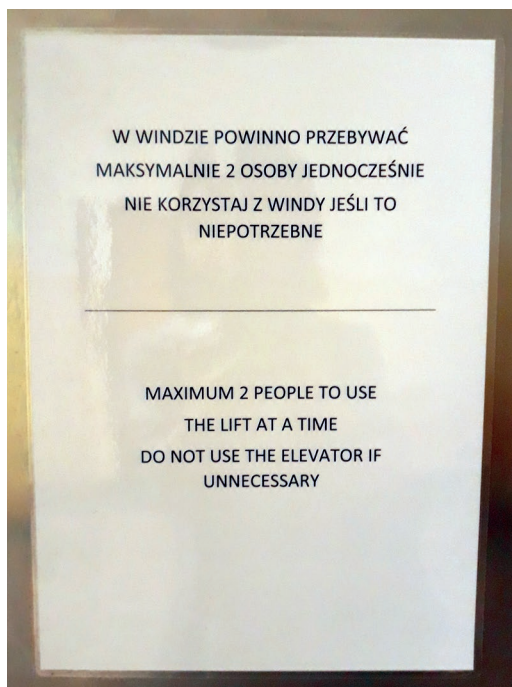 W WINDZIE POWINNO PRZEBYWAĆ
MAKSYMALNIE 2 OSOBY JEDNOCZEŚNIE
NIE KORZYSTAJ Z WINDY JEŚLI TO
NIEPOTRZEBNE
MAXIMUM 2 PEOPLE TO USE
THE LIFT AT A TIME
DO NOT USE THE ELEVATOR IF
UNNECESSARY